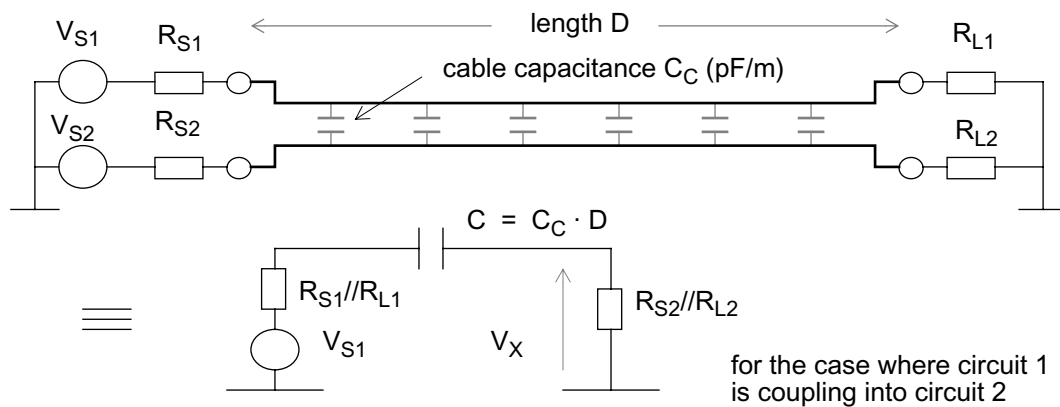 length D
V_S1
R_S1
R_L1
cable capacitance C_C (pF/m)
V_S2
R_S2
R_L2
C = C_C · D
R_S1//R_L1
R_S2//R_L2
V_S1
V_X
for the case where circuit 1
is coupling into circuit 2